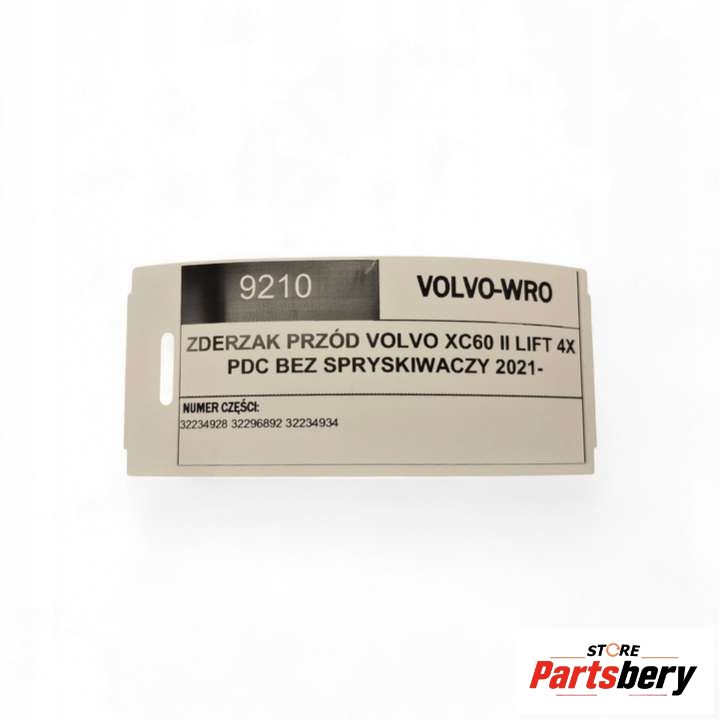 9210
VOLVO-WRO
ZDERZAK PRZÓD VOLVO XC60 II LIFT 4X
PDC BEZ SPRYSKIWACZY 2021-
NUMER CZĘŚCI:
32234928 32296892 32234934
STORE
Partsbery